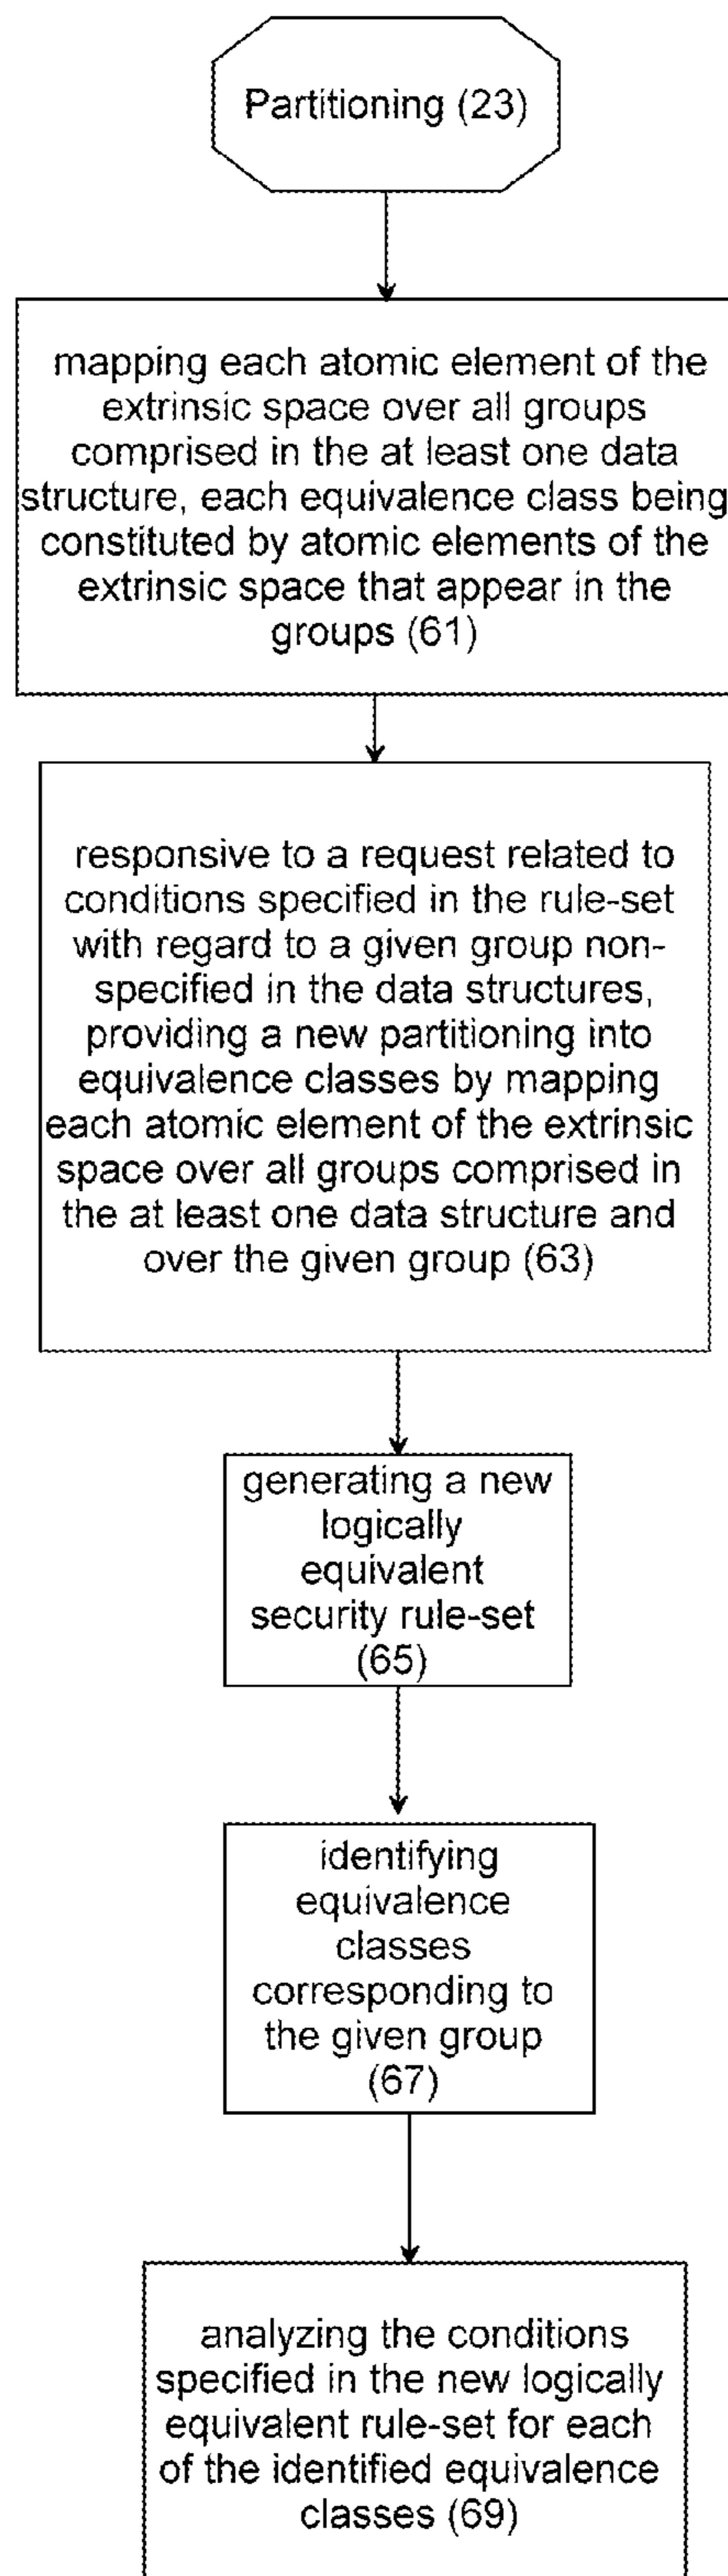 Partitioning (23)
mapping each atomic element of the
extrinsic space over all groups
comprised in the at least one data
structure, each equivalence class being
constituted by atomic elements of the
extrinsic space that appear in the
groups (61)
responsive to a request related to
conditions specified in the rule-set
with regard to a given group non-
specified in the data structures,
providing a new partitioning into
equivalence classes by mapping
each atomic element of the extrinsic
space over all groups comprised in
the at least one data structure and
over the given group (63)
generating a new
logically
equivalent
security rule-set
(65)
identifying
equivalence
classes
corresponding to
the given group
(67)
analyzing the conditions
specified in the new logically
equivalent rule-set for each
of the identified equivalence
classes (69)